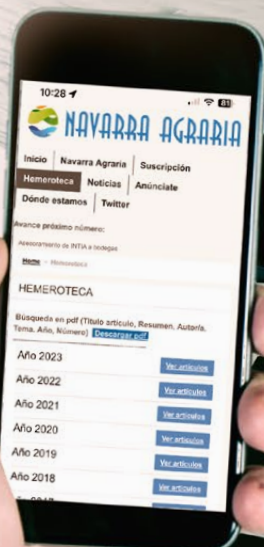 10:28
81
NAVARRA AGRARIA
Inicio Navarra Agraria Suscripción
Hemeroteca Noticias Anúnciate
Dónde estamos Twitter
Avance próximo número:
Asesoramiento de INTIA a bodegas
Home - Hemeroteca
HEMEROTECA
Búsqueda en pdf (Título artículo, Resumen, Autor/a,
Tema, Año, Número) Descargar pdf
Año 2023 Ver artículos
Año 2022 Ver artículos
Año 2021 Ver artículos
Año 2020 Ver artículos
Año 2019 Ver artículos
Año 2018 Ver artículos